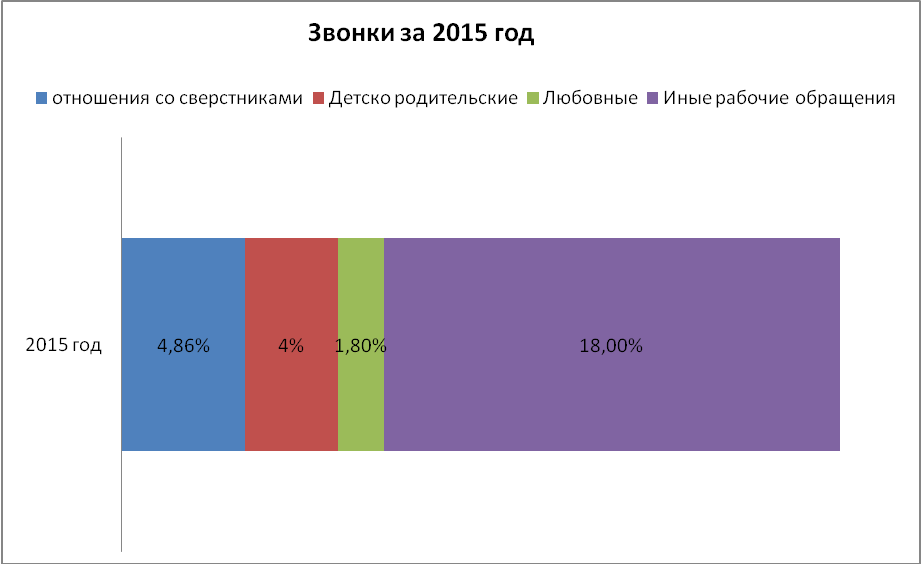 Звонки за 2015 год
отношения со сверстниками Детско родительские Любовные Иные рабочие обращения
2015 год 4,86% 4% 1,80% 18,00%